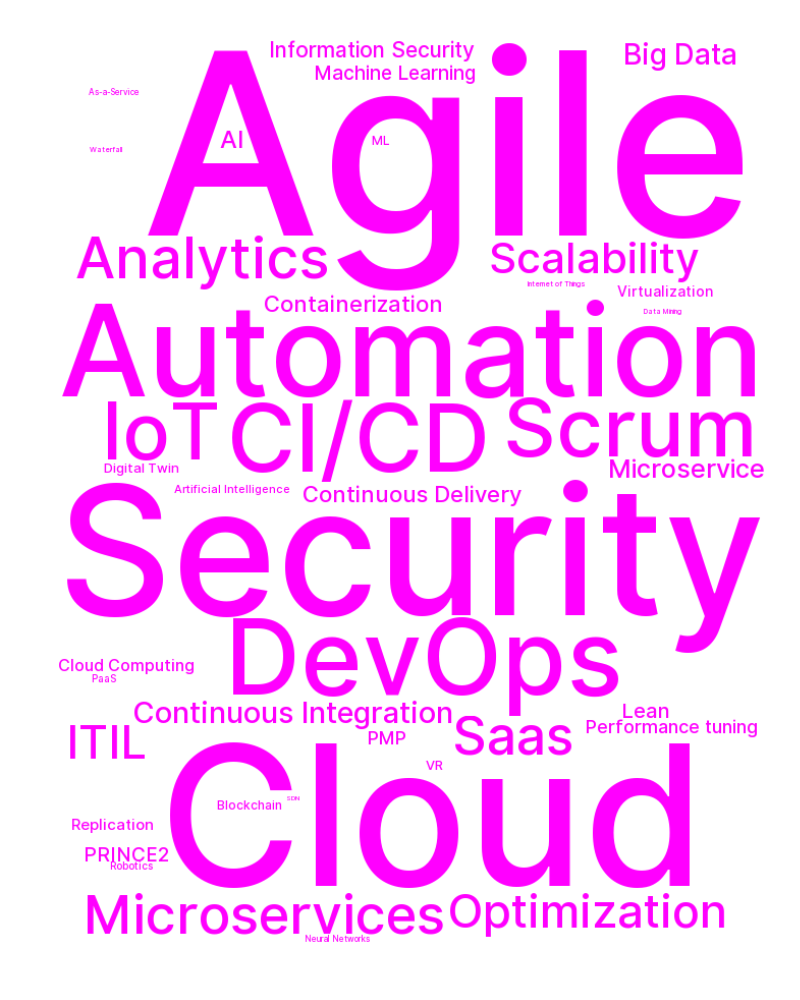 Information Security
Big Data
Machine Learning
As-a-Service
Agile
AI
ML
Waterfall
Analytics
Scalability
Internet of Things
Virtualization
Containerization
Data Mining
Automation
IoT
CI/CD
Scrum
Digital Twin
Microservice
Artificial Intelligence
Continuous Delivery
Security
DevOps
Cloud Computing
PaaS
Continuous Integration
Lean
Performance tuning
ITIL
PMP
Saas
VR
Cloud
Blockchain
SDN
Replication
PRINCE2
Robotics
Microservices
Optimization
Neural Networks